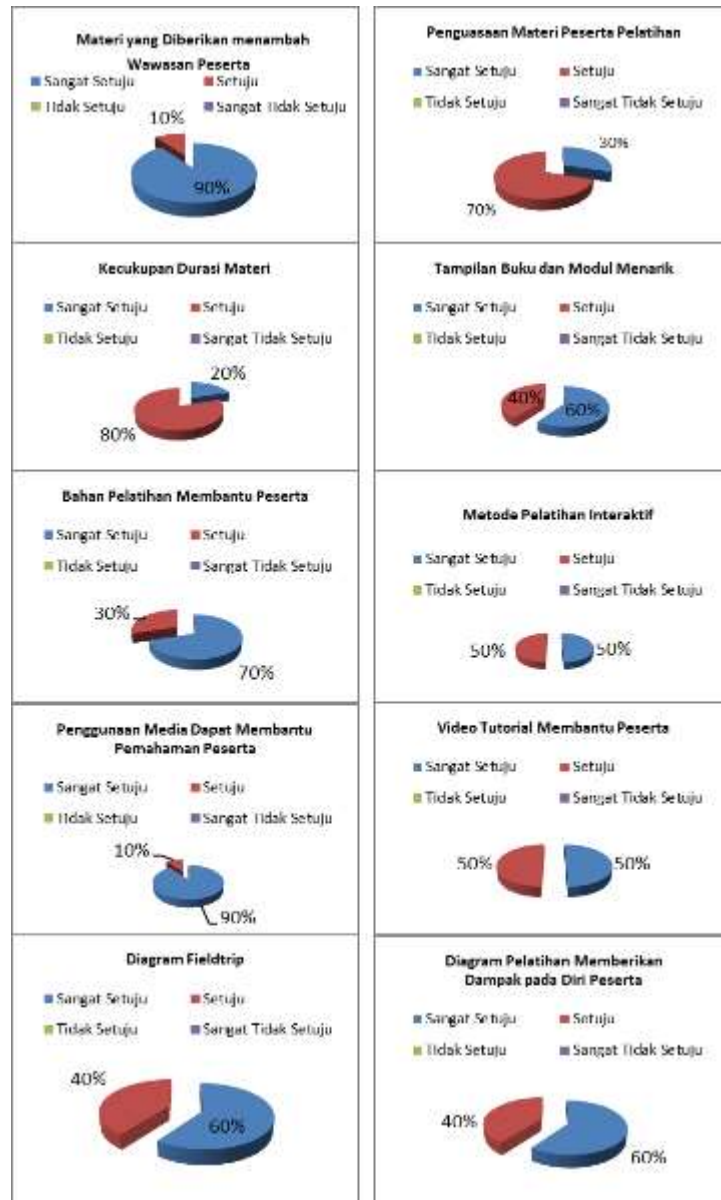 Materi yang Diberikan menambah
Wawasan Peserta
Sangat Setuju Setuju
Tidak Setuju Sangat Tidak Setuju
10%
90%
Penguasaan Materi Peserta Pelatihan
Sangat Setuju Setuju
Tidak Setuju Sangat Tidak Setuju
30%
70%
Kecukupan Durasi Materi
Sangat Setuju Setuju
Tidak Setuju Sangat Tidak Setuju
20%
80%
Tampilan Buku dan Modul Menarik
Sangat Setuju Setuju
Tidak Setuju Sangat Tidak Setuju
40%
60%
Bahan Pelatihan Membantu Peserta
Sangat Setuju Setuju
Tidak Setuju Sangat Tidak Setuju
30%
70%
Metode Pelatihan Interaktif
Sangat Setuju Setuju
Tidak Setuju Sangat Tidak Setuju
50% 50%
Penggunaan Media Dapat Membantu
Pemahaman Peserta
Sangat Setuju Setuju
Tidak Setuju Sangat Tidak Setuju
10%
90%
Video Tutorial Membantu Peserta
Sangat Setuju Setuju
Tidak Setuju Sangat Tidak Setuju
50% 50%
Diagram Fieldtrip
Sangat Setuju Setuju
Tidak Setuju Sangat Tidak Setuju
40%
60%
Diagram Pelatihan Memberikan
Dampak pada Diri Peserta
Sangat Setuju Setuju
Tidak Setuju Sangat Tidak Setuju
40%
60%